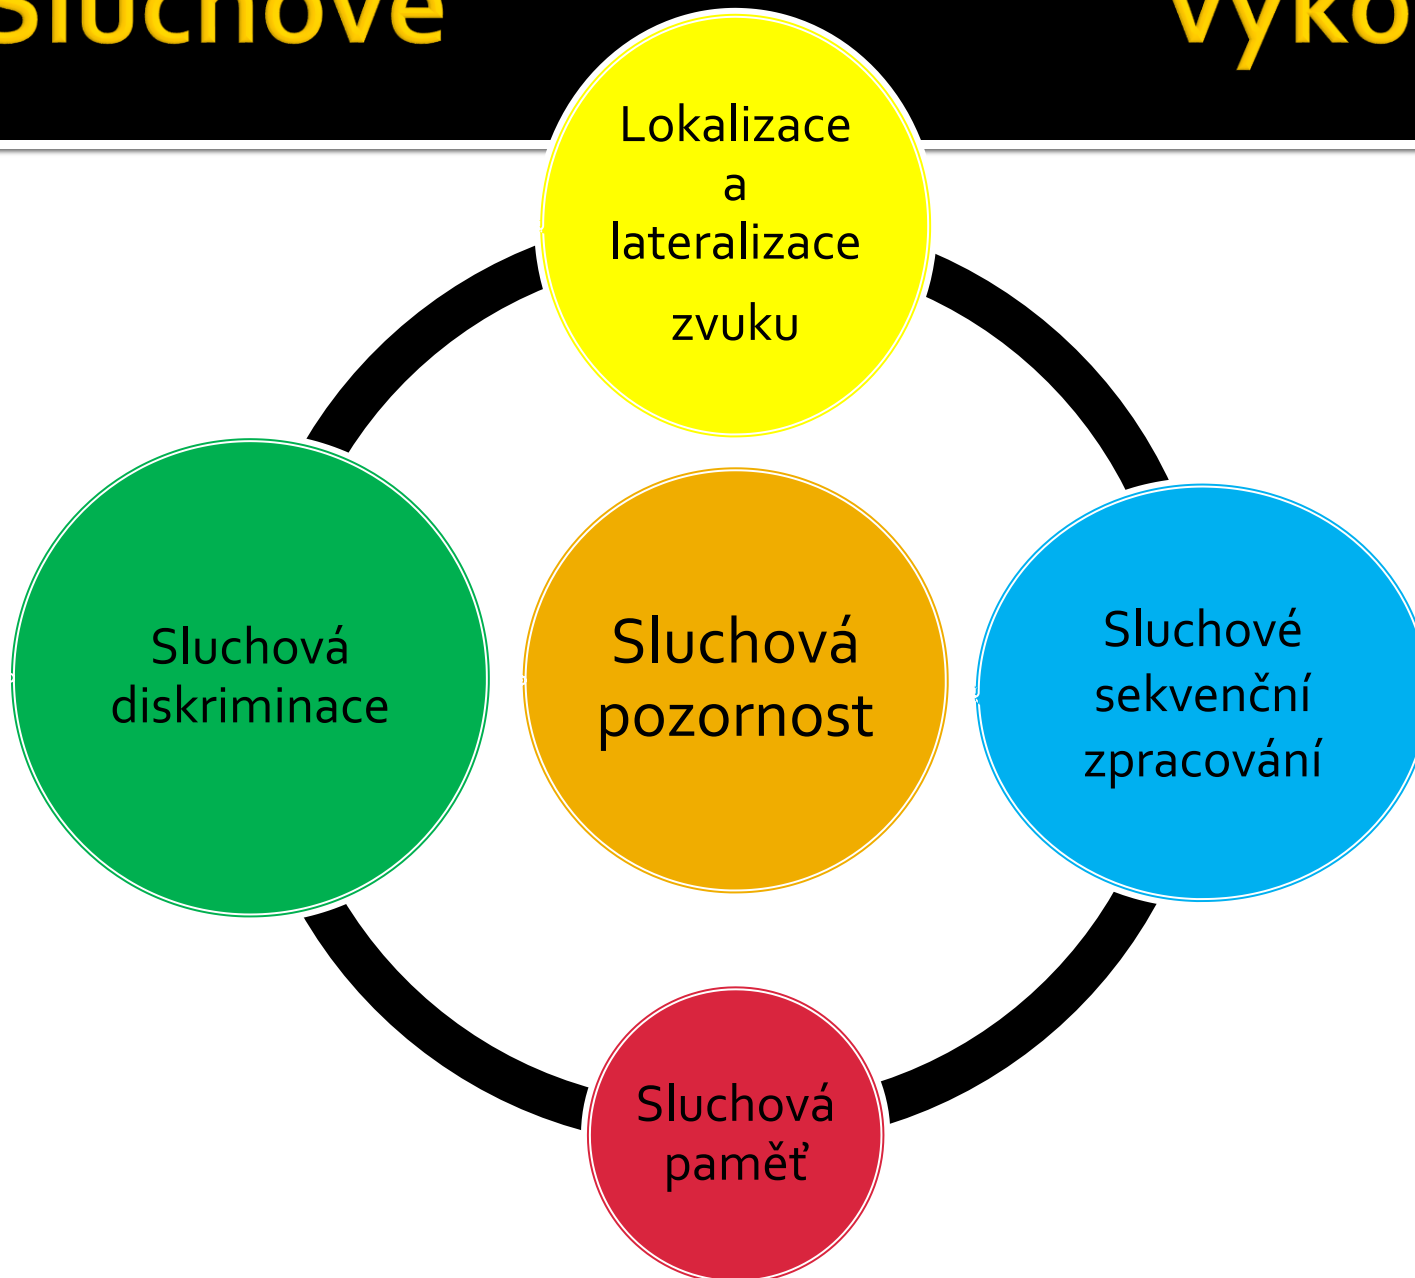 Sluchové výko
Lokalizace
a
lateralizace
zvuku
Sluchová
diskriminace
Sluchová
pozornost
Sluchové
sekvenční
zpracování
Sluchová
paměť